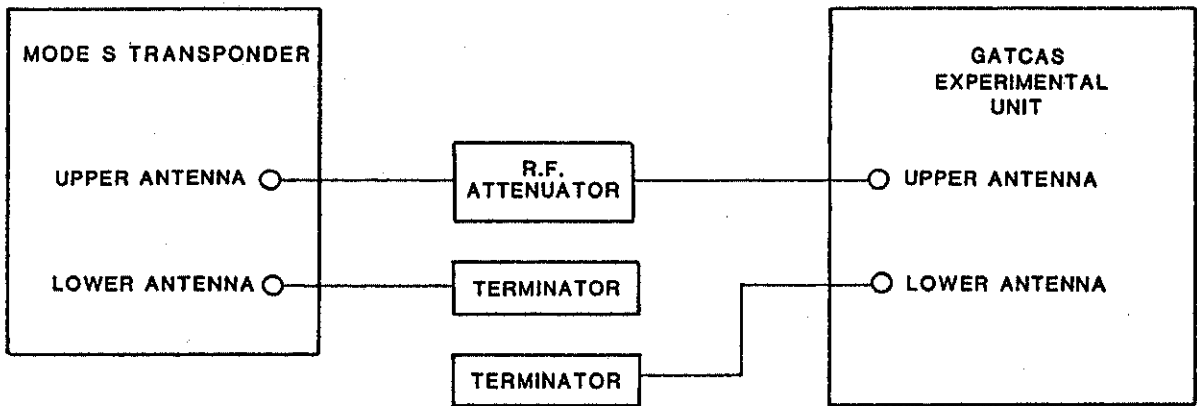 MODE S TRANSPONDER
GATCAS
EXPERIMENTAL
UNIT
UPPER ANTENNA
R.F.
ATTENUATOR
UPPER ANTENNA
LOWER ANTENNA
TERMINATOR
LOWER ANTENNA
TERMINATOR